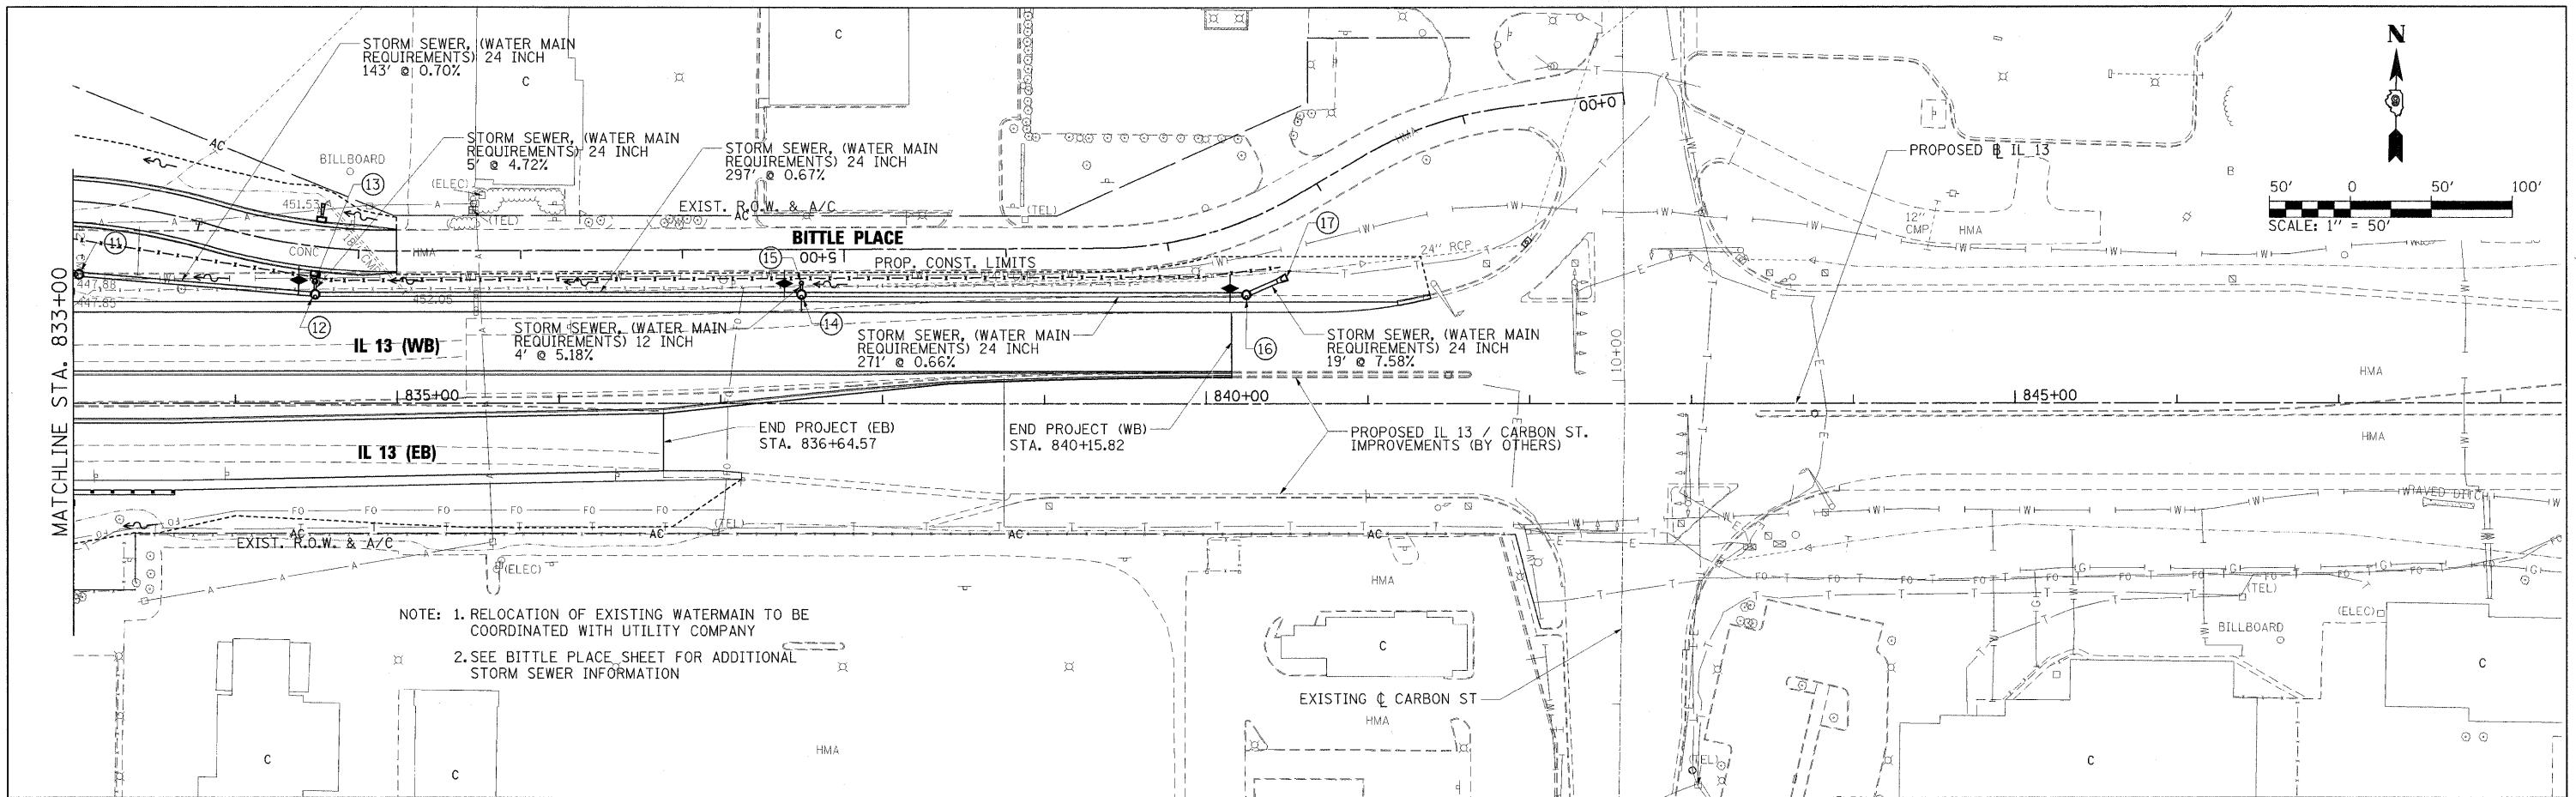 STORM SEWER, (WATER MAIN
REQUIREMENTS) 24 INCH
143' @ 0.70%
STORM SEWER, (WATER MAIN
REQUIREMENTS) 24 INCH
5' @ 4.72%
STORM SEWER, (WATER MAIN
REQUIREMENTS) 24 INCH
297' @ 0.67%
C
C
AC
BILLBOARD
(ELEC)
(TEL)
451.53
13
EXIST. R.O.W. & A/C
AC
(TEL)
BITTLE PLACE
15+00
PROP. CONST. LIMITS
HMA
0+00
17
24" RCP
PROPOSED B IL 13
12"
CMP
HMA
B
N
50' 0 50' 100'
SCALE: 1" = 50'
11
CONC
HMA
15
447.88
447.85
452.05
12
14
16
STORM SEWER, (WATER MAIN
REQUIREMENTS) 12 INCH
4' @ 5.18%
STORM SEWER, (WATER MAIN
REQUIREMENTS) 24 INCH
271' @ 0.66%
STORM SEWER, (WATER MAIN
REQUIREMENTS) 24 INCH
19' @ 7.58%
MATCHLINE STA. 833+00
IL 13 (WB)
835+00
840+00
845+00
10+00
HMA
HMA
IL 13 (EB)
END PROJECT (EB)
STA. 836+64.57
END PROJECT (WB)
STA. 840+15.82
PROPOSED IL 13 / CARBON ST.
IMPROVEMENTS (BY OTHERS)
EXIST. R.O.W. & A/C
AC
AC
AC
AC
(TEL)
(ELEC)
NOTE: 1. RELOCATION OF EXISTING WATERMAIN TO BE
COORDINATED WITH UTILITY COMPANY
2. SEE BITTLE PLACE SHEET FOR ADDITIONAL
STORM SEWER INFORMATION
HMA
C
EXISTING ℄ CARBON ST
HMA
HMA
C
C
(TEL)
(TEL)
(ELEC)
BILLBOARD
C
C